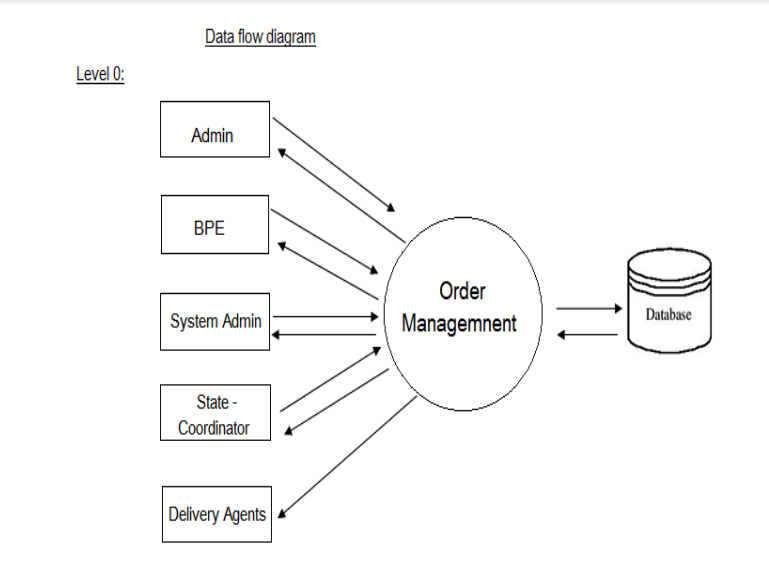 Data flow diagram
Level 0:
Admin
BPE
System Admin
State -
Coordinator
Delivery Agents
Order
Managemnent
Database